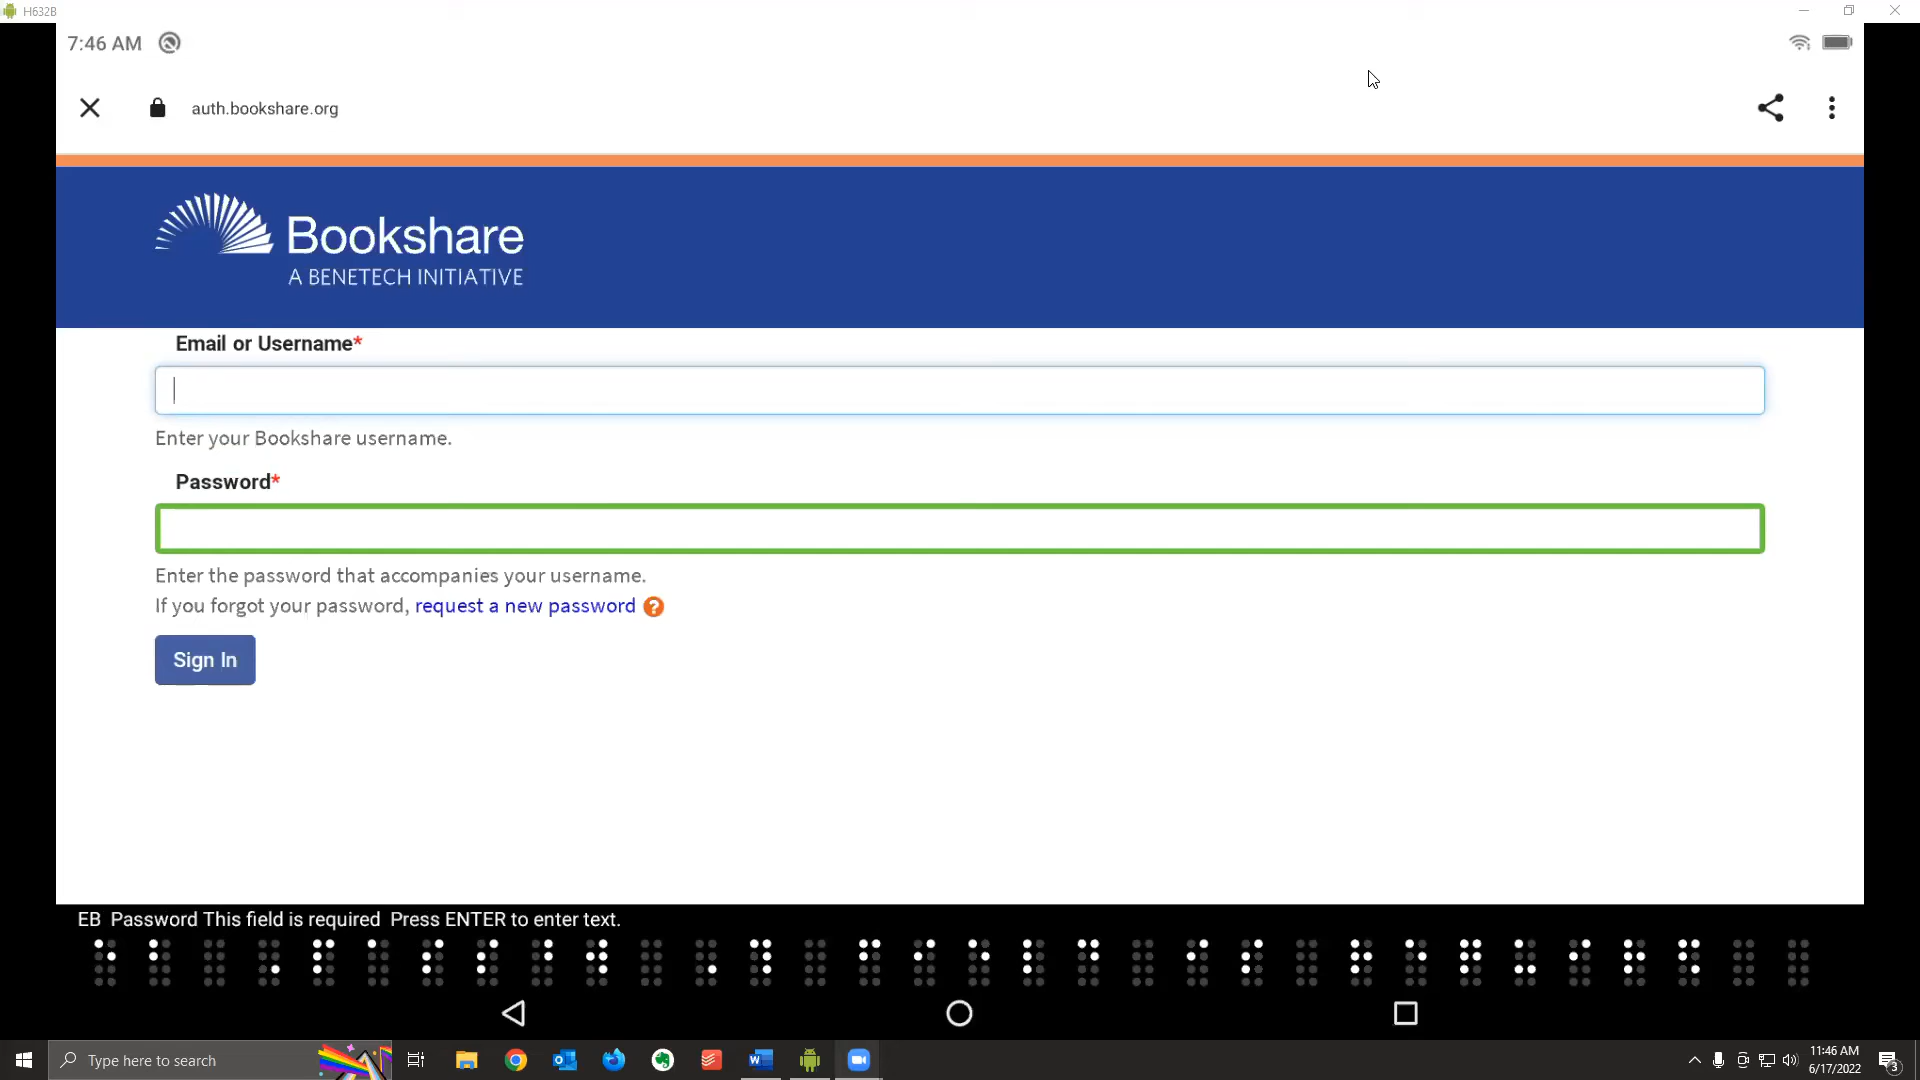 H632B
7:46 AM
auth.bookshare.org
Bookshare
A BENETECH INITIATIVE
Email or Username*
Enter your Bookshare username.
Password*
Enter the password that accompanies your username.
If you forgot your password, request a new password ?
Sign In
EB Password This field is required Press ENTER to enter text.
Type here to search
11:46 AM
6/17/2022
3